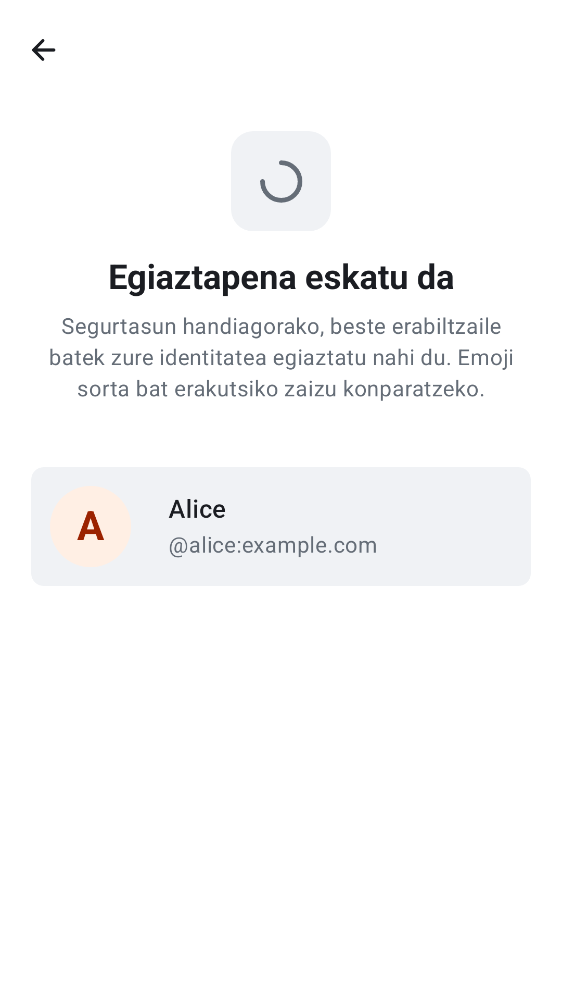 Egiaztapena eskatu da
Segurtasun handiagorako, beste erabiltzaile
batek zure identitatea egiaztatu nahi du. Emoji
sorta bat erakutsiko zaizu konparatzeko.
A
Alice
@alice:example.com